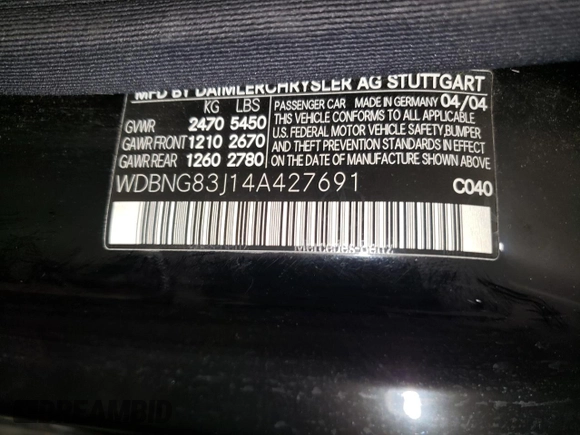 MFD BY DAIMLERCHRYSLER AG STUTTGART
KG LBS
GVWR 2470 5450
GAWR FRONT 1210 2670
GAWR REAR 1260 2780
PASSENGER CAR MADE IN GERMANY 04/04
THIS VEHICLE CONFORMS TO ALL APPLICABLE
U.S. FEDERAL MOTOR VEHICLE SAFETY, BUMPER
AND THEFT PREVENTION STANDARDS IN EFFECT
ON THE DATE OF MANUFACTURE SHOWN ABOVE
WDBNG83J14A427691
C040
Mercedes-Benz
DREAMBID